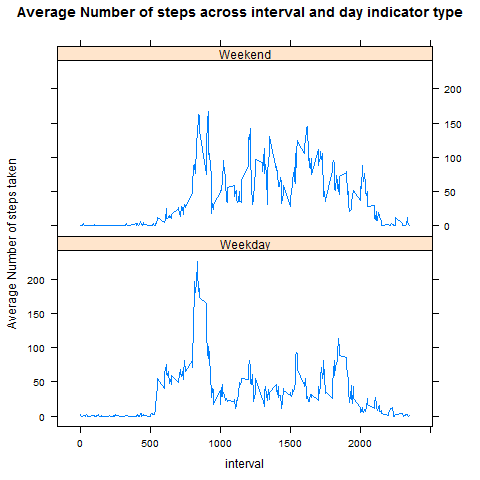 Average Number of steps across interval and day indicator type
Weekend
200
150
100
50
0
Weekday
200
150
100
50
0
0 500 1000 1500 2000
interval
Average Number of steps taken